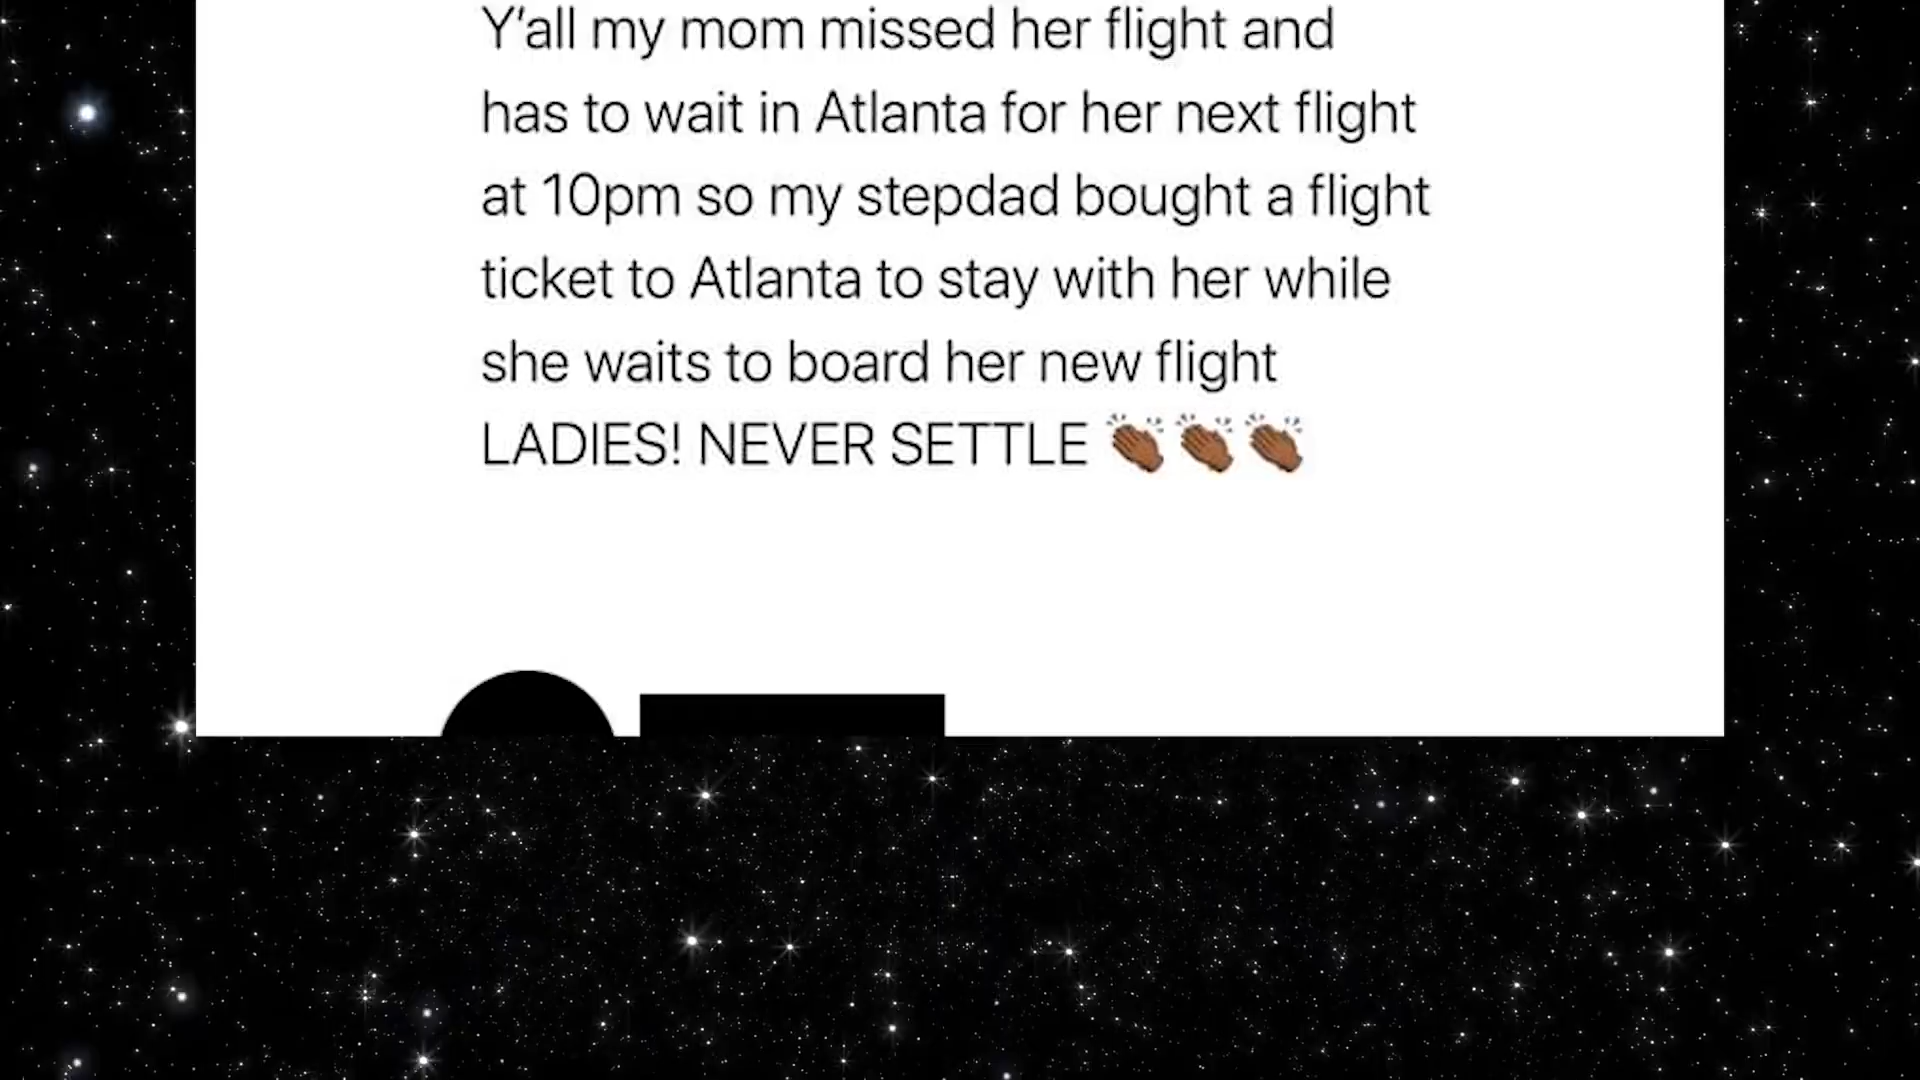 Y'all my mom missed her flight and
has to wait in Atlanta for her next flight
at 10pm so my stepdad bought a flight
ticket to Atlanta to stay with her while
she waits to board her new flight
LADIES! NEVER SETTLE 👏🏾👏🏾👏🏾